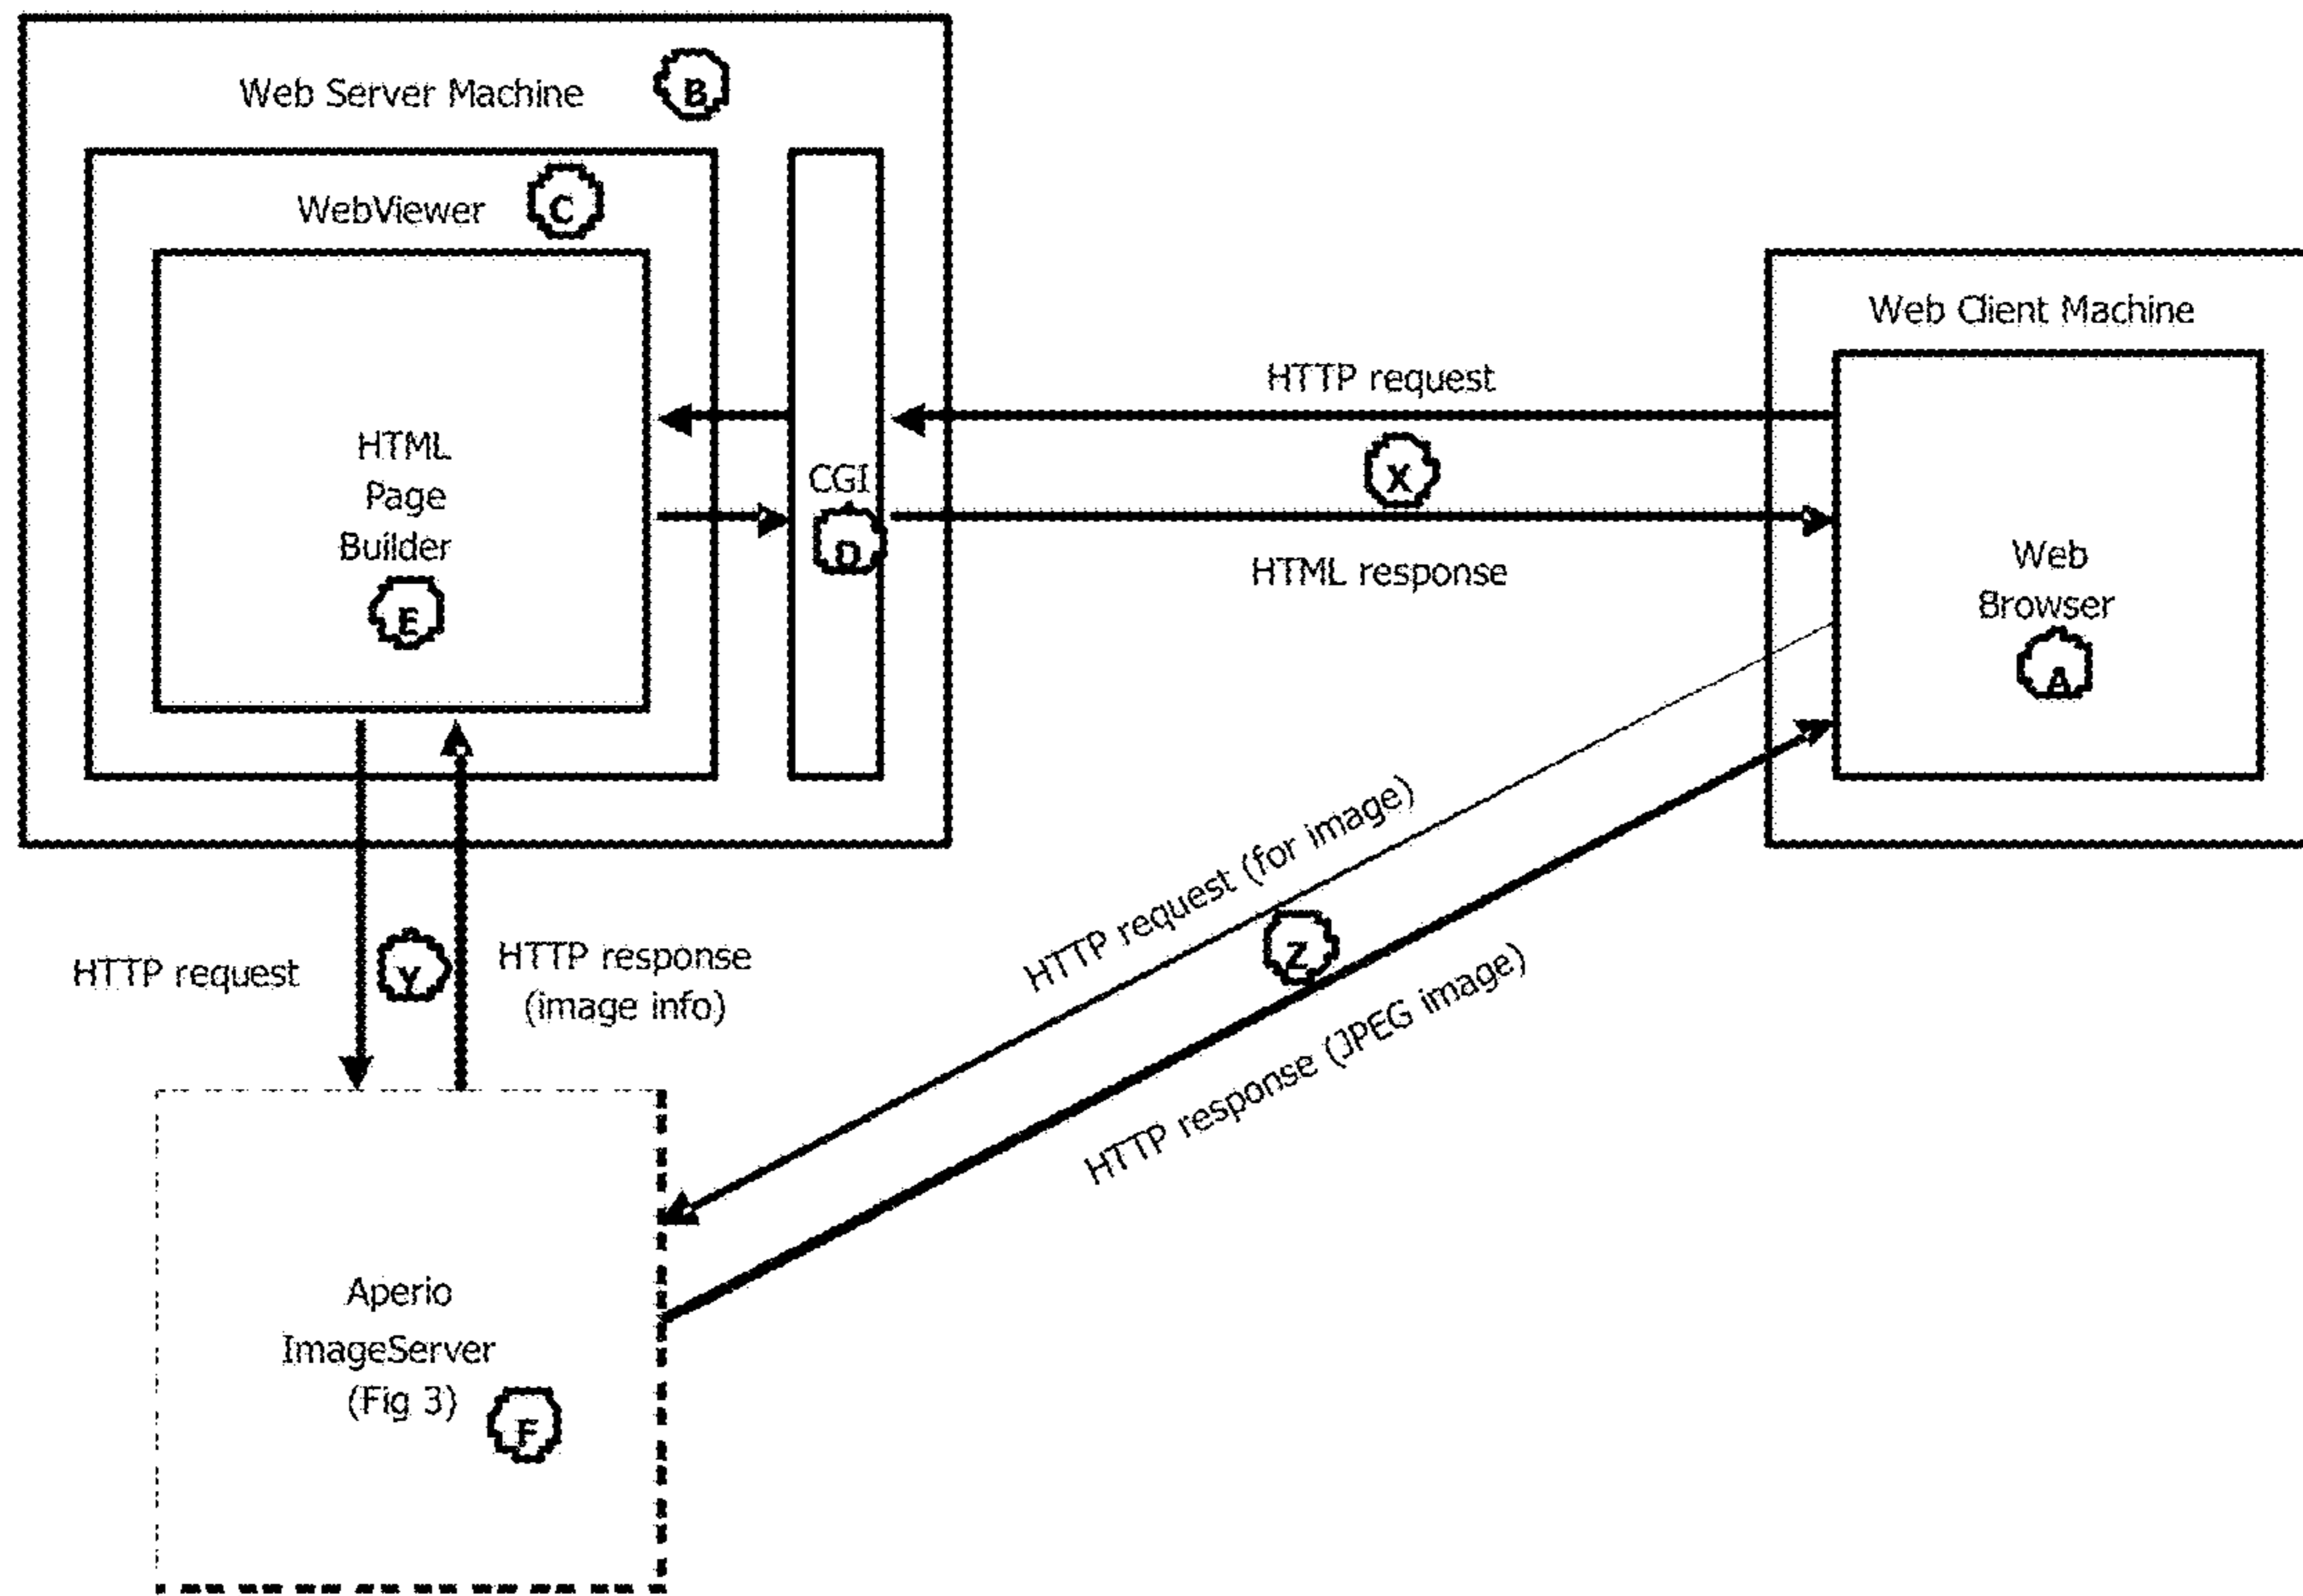 Web Server Machine
B
WebViewer
C
HTML
Page
Builder
E
CGI
D
HTTP request
X
HTML response
Web Client Machine
Web
Browser
A
HTTP request
Y
HTTP response
(image info)
HTTP request (for image)
Z
HTTP response (JPEG image)
Aperio
ImageServer
(Fig 3)
F